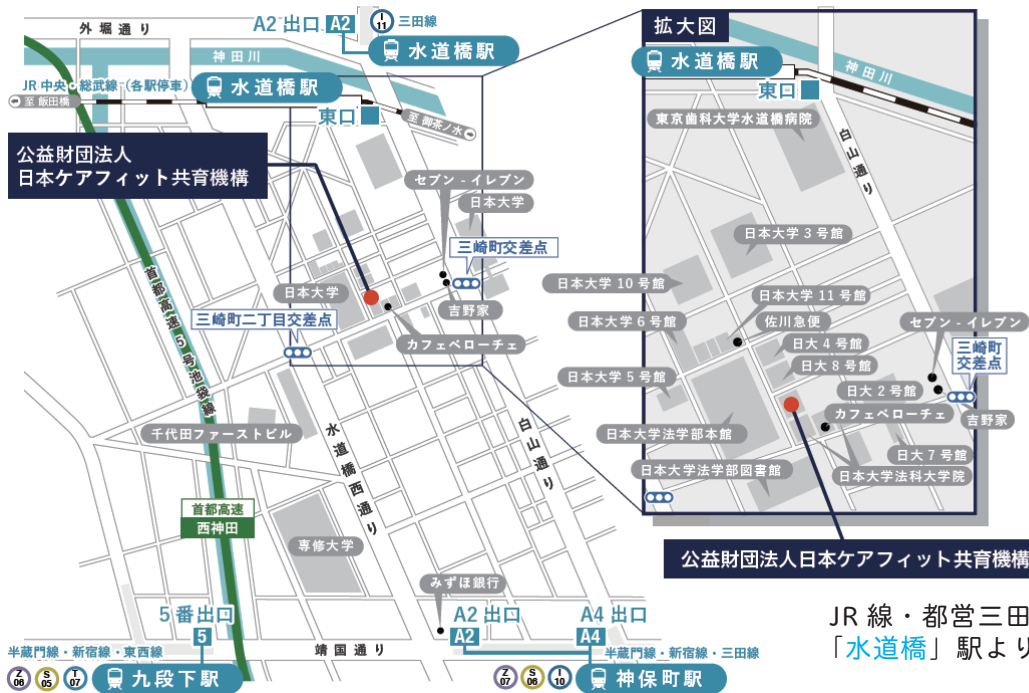 外堀通り
A2 出口 A2
I 11 三田線
水道橋駅
神田川
JR 中央・総武線（各駅停車）
水道橋駅
至 飯田橋
東口
至 御茶ノ水
公益財団法人
日本ケアフィット共育機構
セブン - イレブン
日本大学
三崎町交差点
日本大学
吉野家
三崎町二丁目交差点
カフェベローチェ
首都高速5号池袋線
千代田ファーストビル
水道橋西通り
白山通り
首都高速
西神田
専修大学
みずほ銀行
5 番出口
5
A2 出口
A2
A4 出口
A4
靖国通り
半蔵門線・新宿線・東西線
Z 06 S 05 T 07 九段下駅
半蔵門線・新宿線・三田線
Z 07 S 06 I 10 神保町駅
拡大図
水道橋駅
神田川
東口
東京歯科大学水道橋病院
白山通り
日本大学 3 号館
日本大学 10 号館
日本大学 11 号館
日本大学 6 号館
佐川急便
セブン - イレブン
日大 4 号館
三崎町
交差点
日大 8 号館
日本大学 5 号館
日大 2 号館
カフェベローチェ
吉野家
日本大学法学部本館
日大 7 号館
日本大学法学部図書館
日本大学法科大学院
公益財団法人日本ケアフィット共育機構
JR 線・都営三田
「水道橋」駅より